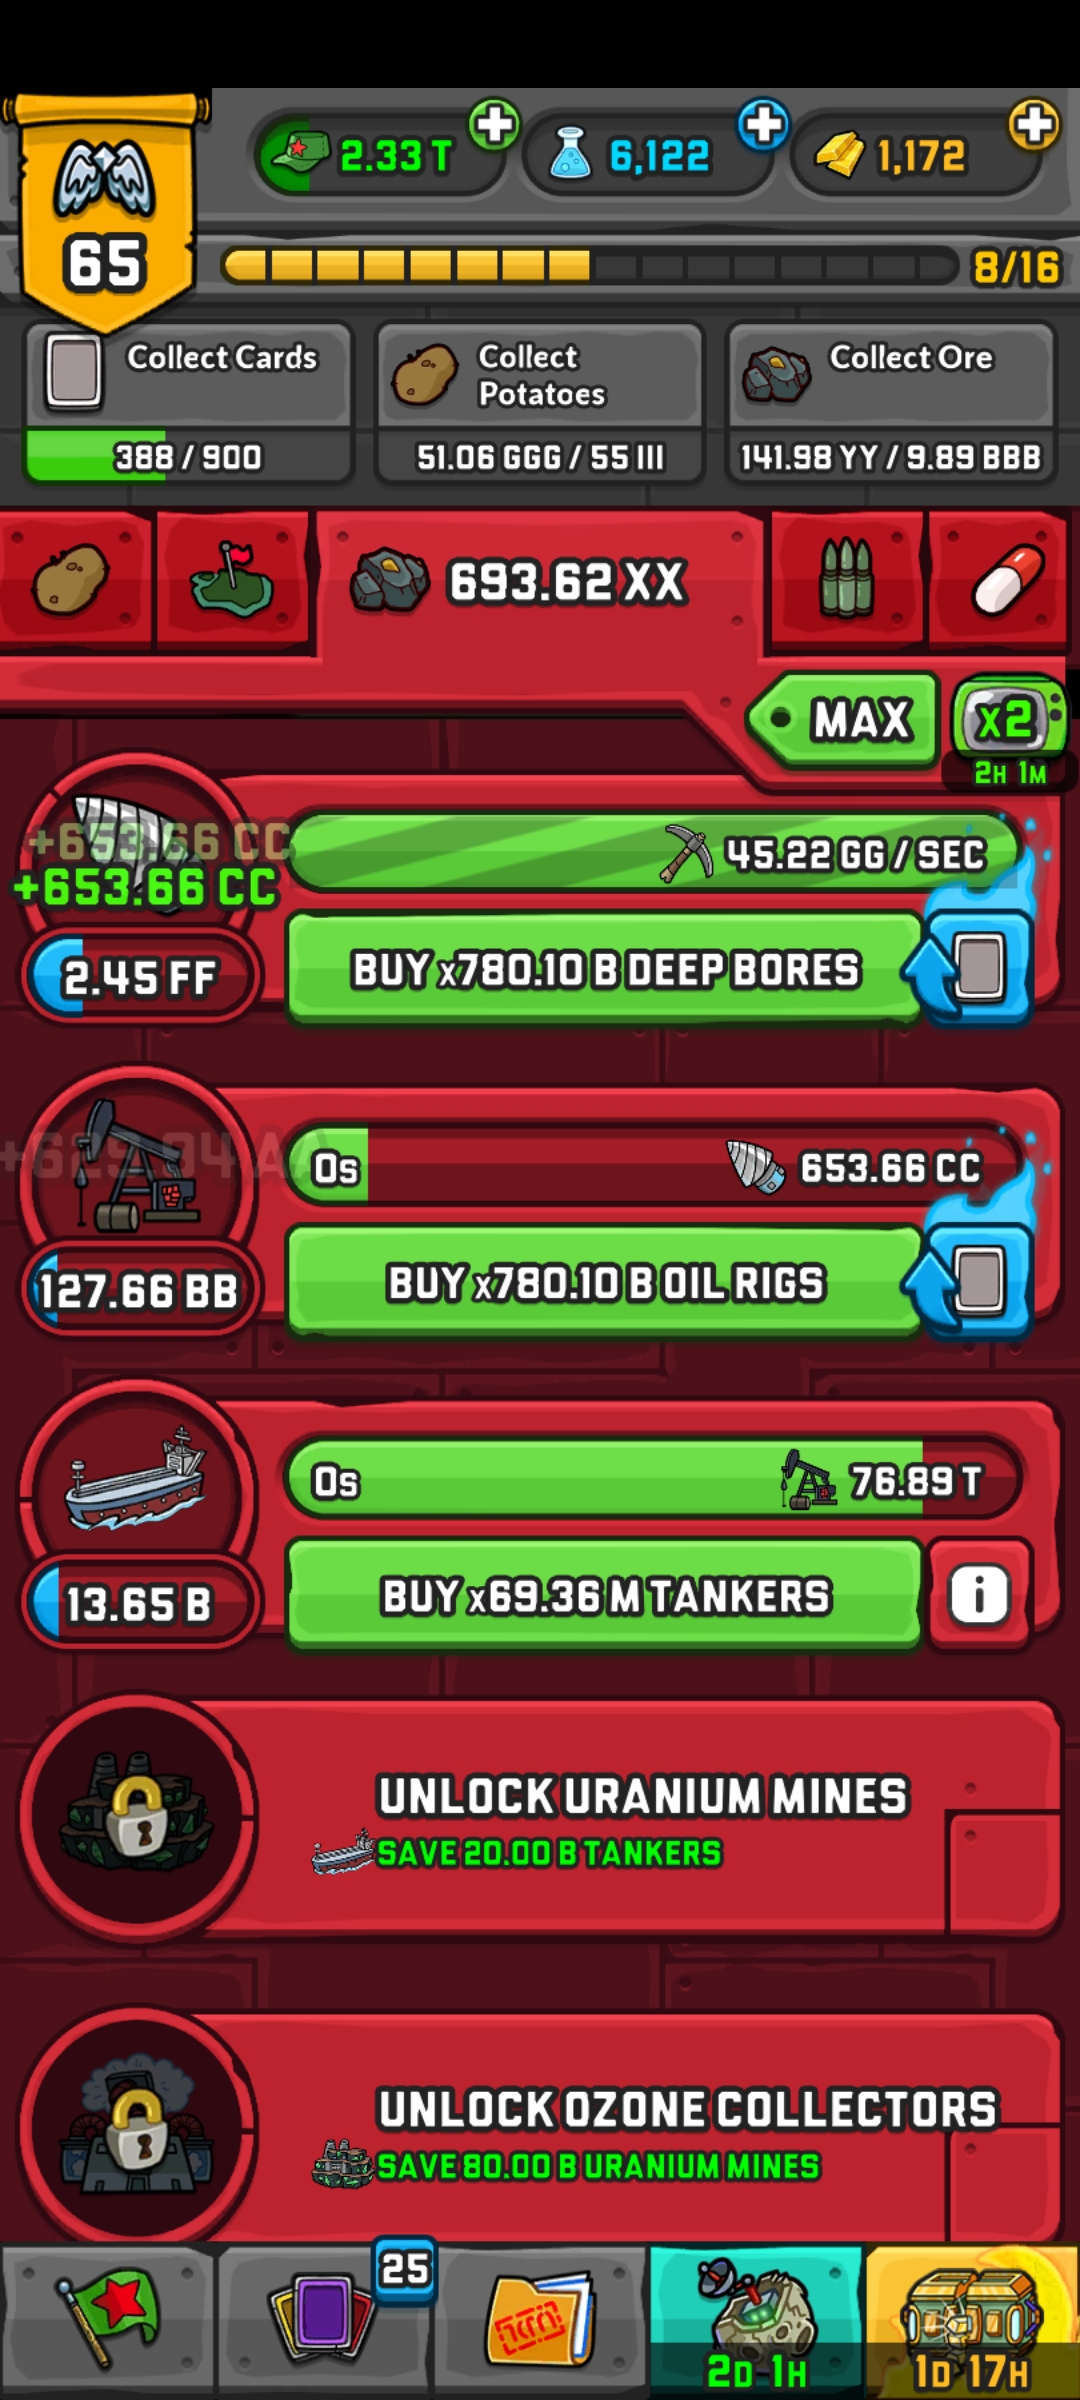 2.33 T
6,122
1,172
65
8/16
Collect Cards
388 / 900
Collect
Potatoes
51.06 GGG / 55 III
Collect Ore
141.98 YY / 9.89 BBB
693.62 XX
MAX
x2
2H 1M
+653.66 CC
+653.66 CC
45.22 GG / SEC
2.45 FF
BUY x780.10 B DEEP BORES
+629.94 AA
0s
653.66 CC
127.66 BB
BUY x780.10 B OIL RIGS
0s
76.89 T
13.65 B
BUY x69.36 M TANKERS
i
UNLOCK URANIUM MINES
SAVE 20.00 B TANKERS
UNLOCK OZONE COLLECTORS
SAVE 80.00 B URANIUM MINES
25
2D 1H
1D 17H